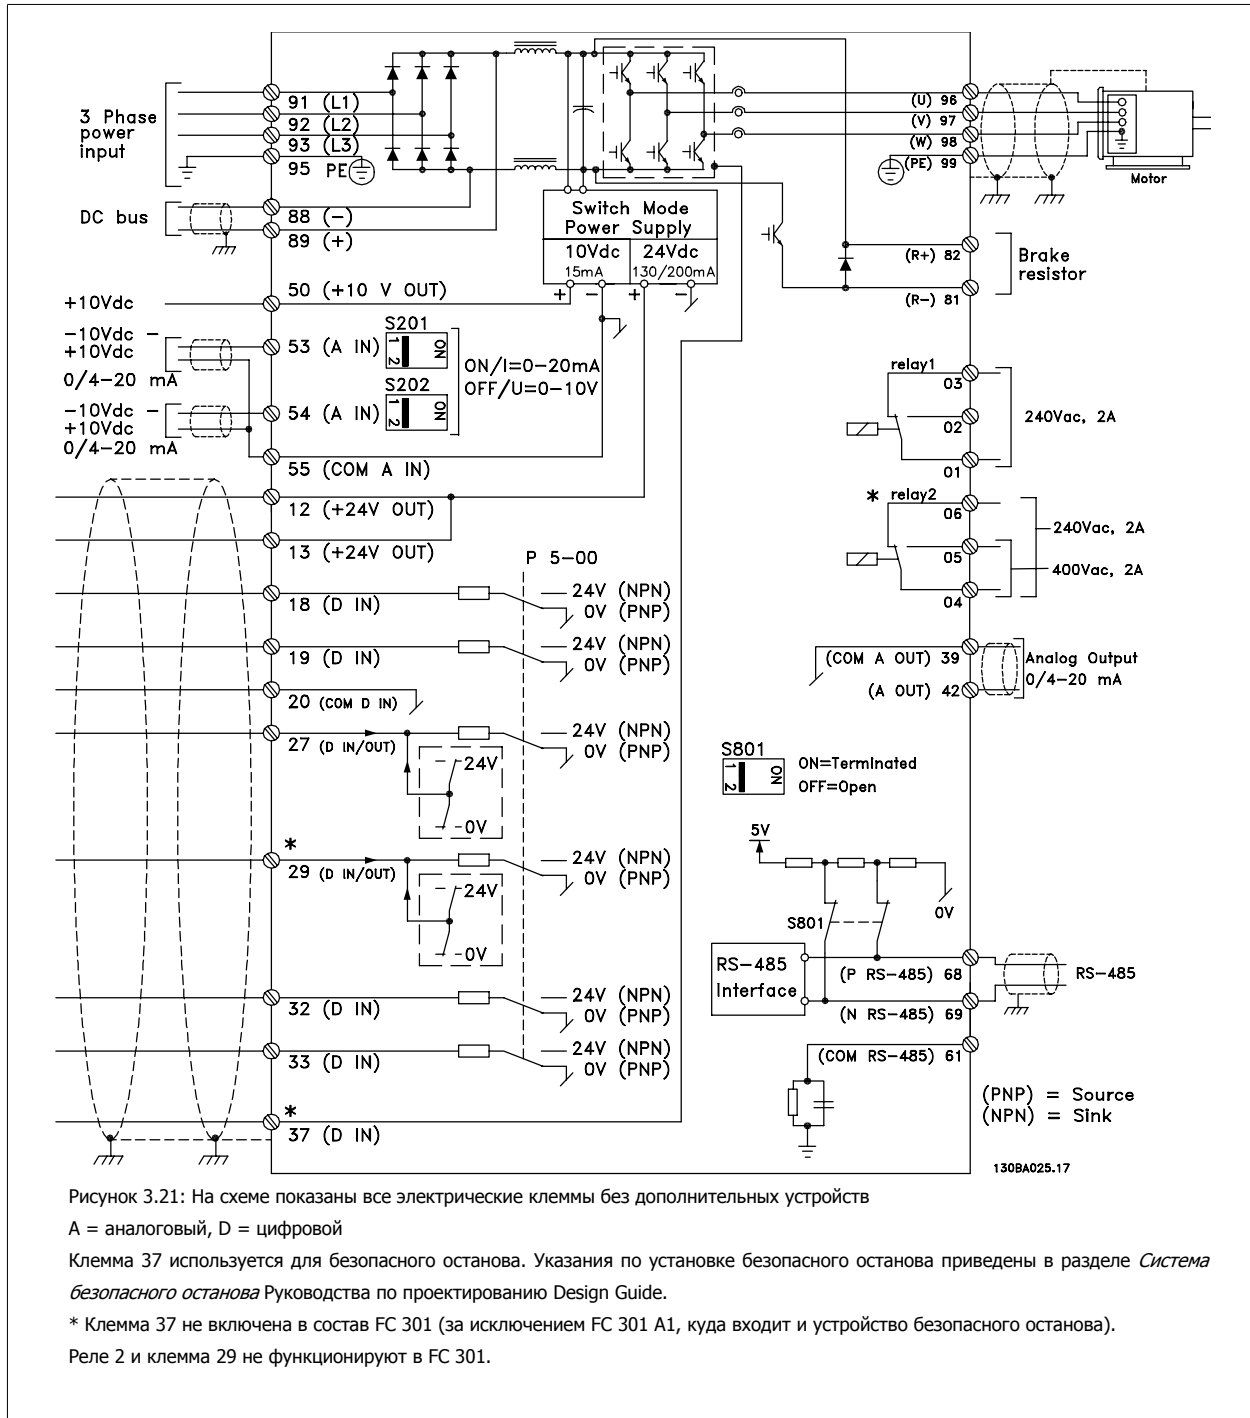 3 Phase
power
input
91 (L1)
92 (L2)
93 (L3)
95 PE
DC bus
88 (-)
89 (+)
Switch Mode
Power Supply
10Vdc
15mA
24Vdc
130/200mA
+ - + -
(U) 96
(V) 97
(W) 98
(PE) 99
Motor
(R+) 82
(R-) 81
Brake
resistor
+10Vdc
50 (+10 V OUT)
-10Vdc -
+10Vdc
0/4-20 mA
53 (A IN)
S201
1 2
ON
-10Vdc -
+10Vdc
0/4-20 mA
54 (A IN)
S202
1 2
ON
ON/I=0-20mA
OFF/U=0-10V
55 (COM A IN)
12 (+24V OUT)
13 (+24V OUT)
P 5-00
18 (D IN)
24V (NPN)
0V (PNP)
19 (D IN)
24V (NPN)
0V (PNP)
20 (COM D IN)
27 (D IN/OUT)
24V (NPN)
0V (PNP)
24V
0V
*
29 (D IN/OUT)
24V (NPN)
0V (PNP)
24V
0V
32 (D IN)
24V (NPN)
0V (PNP)
33 (D IN)
24V (NPN)
0V (PNP)
*
37 (D IN)
relay1
03
02
01
240Vac, 2A
* relay2
06
05
04
240Vac, 2A
400Vac, 2A
(COM A OUT) 39
(A OUT) 42
Analog Output
0/4-20 mA
S801
1 2
ON
ON=Terminated
OFF=Open
5V
S801
0V
RS-485
Interface
(P RS-485) 68
(N RS-485) 69
RS-485
(COM RS-485) 61
(PNP) = Source
(NPN) = Sink
130BA025.17
Рисунок 3.21: На схеме показаны все электрические клеммы без дополнительных устройств
A = аналоговый, D = цифровой
Клемма 37 используется для безопасного останова. Указания по установке безопасного останова приведены в разделе Система
безопасного останова Руководства по проектированию Design Guide.
* Клемма 37 не включена в состав FC 301 (за исключением FC 301 A1, куда входит и устройство безопасного останова).
Реле 2 и клемма 29 не функционируют в FC 301.